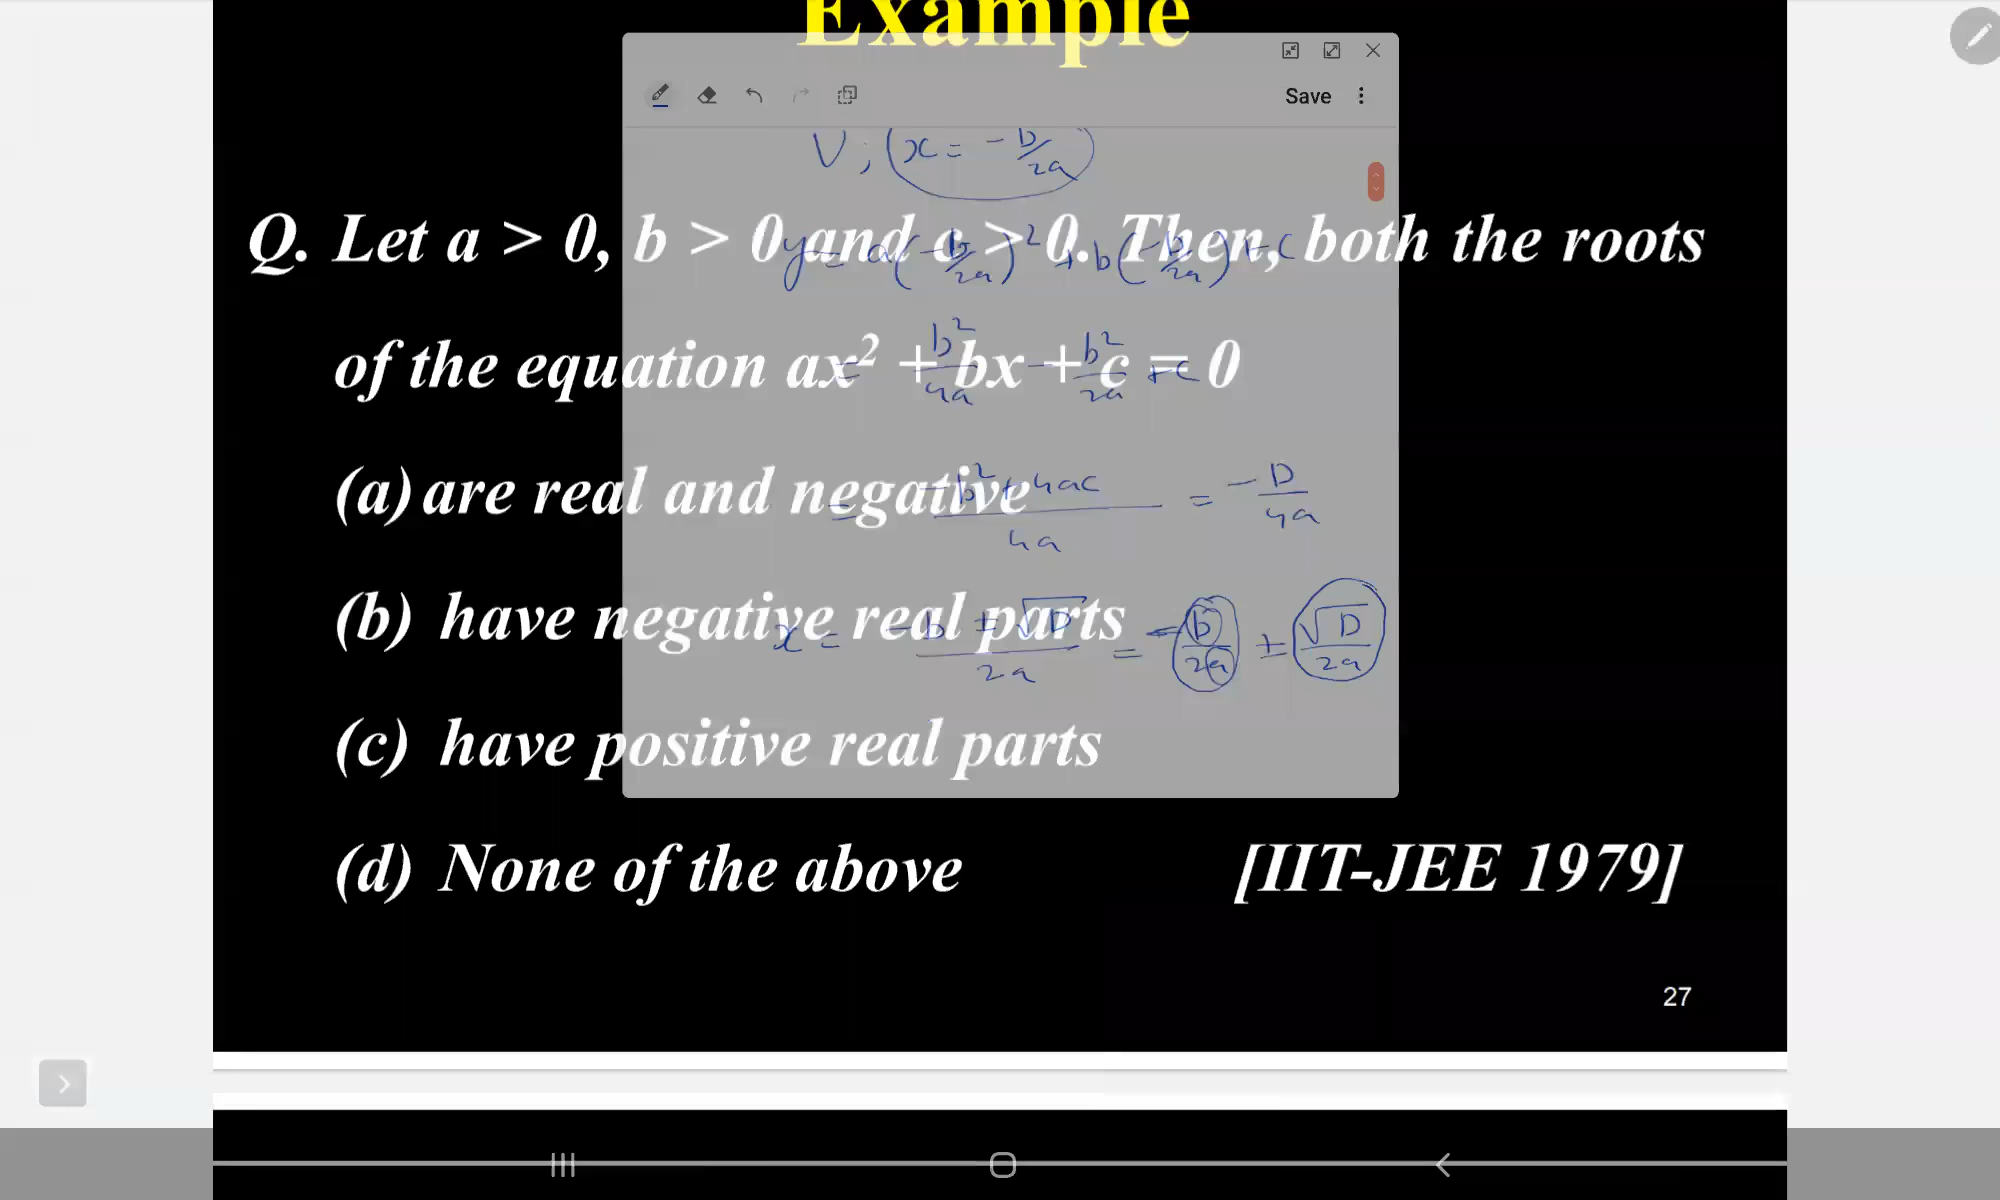 Example
Save
V, (x = -b/2a)
Q. Let a > 0, b > 0 and c > 0. Then, both the roots
y = a(-b/2a)² + b(-b/2a) + c
of the equation ax² + bx + c = 0
= b²/4a - b²/2a + c
(a) are real and negative
= -b² + 4ac / 4a = -D/4a
(b) have negative real parts
x = -b ± √D / 2a = -b/2a ± √D/2a
(c) have positive real parts
(d) None of the above [IIT-JEE 1979]
27